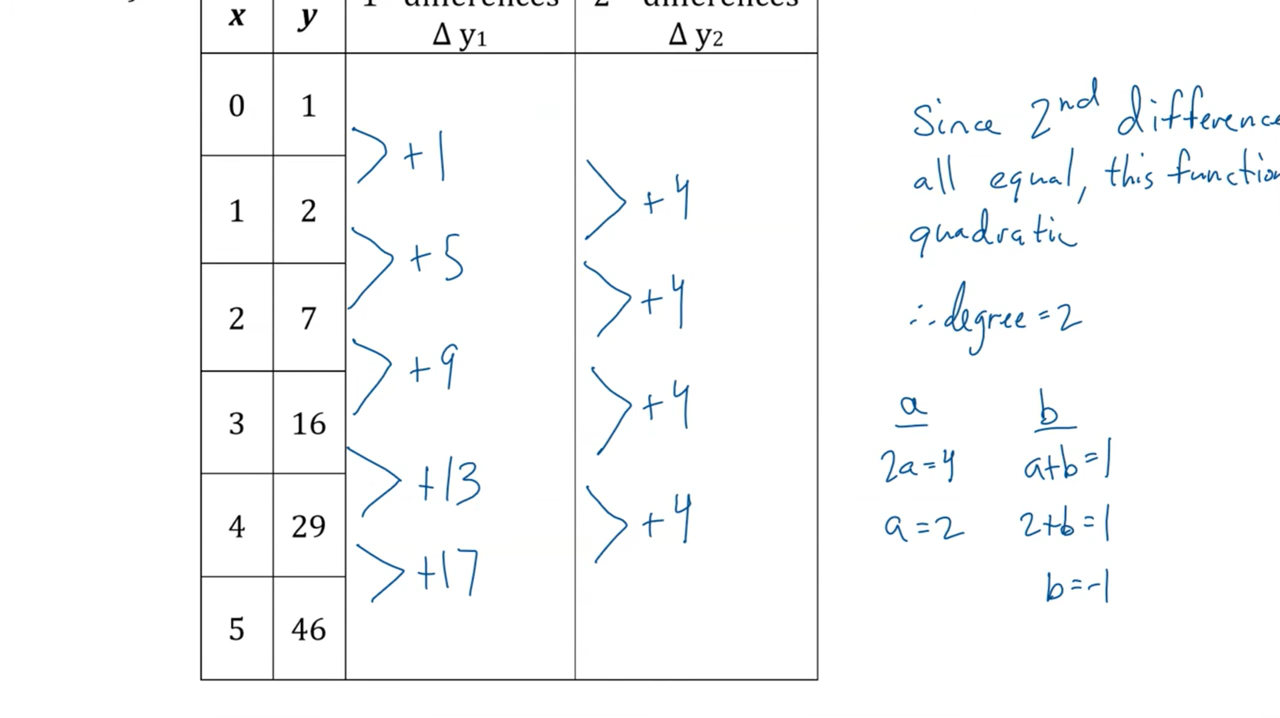 x y differences differences
Δ y₁ Δ y₂
0 1
+1
1 2
+4
+5
2 7
+4
+9
3 16
+4
+13
4 29
+4
+17
5 46
Since 2nd difference
all equal, this function
quadratic
∴ degree = 2
a b
2a=4 a+b=1
a=2 2+b=1
b=-1